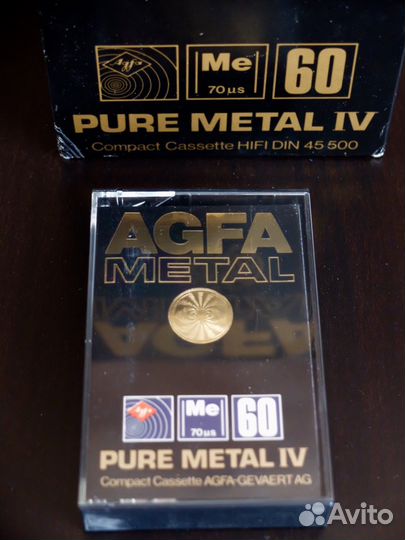 Agfa
Me
70 µs
60
PURE METAL IV
Compact Cassette HIFI DIN 45 500
AGFA
METAL
Agfa
Me
70 µs
60
PURE METAL IV
Compact Cassette AGFA-GEVAERT AG
Avito